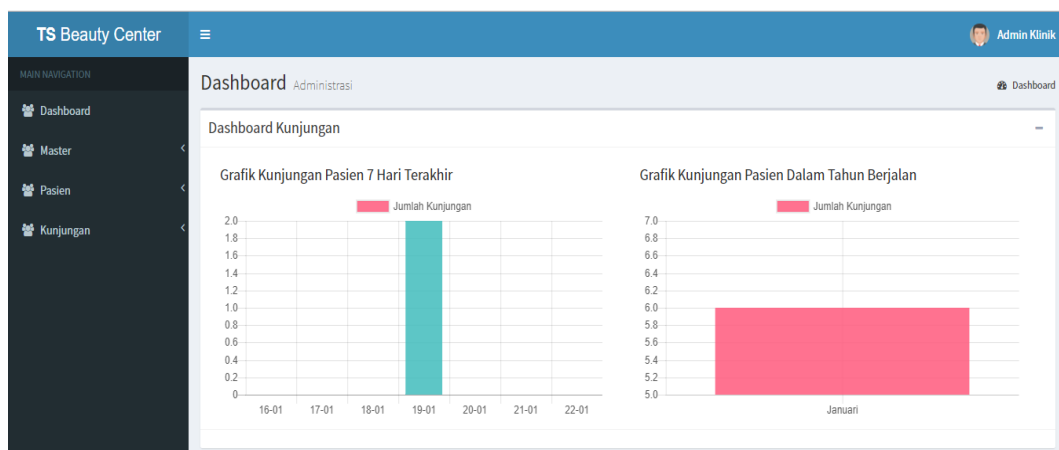 TS Beauty Center
Admin Klinik
MAIN NAVIGATION
Dashboard
Master
Pasien
Kunjungan
Dashboard Administrasi
Dashboard
Dashboard Kunjungan
Grafik Kunjungan Pasien 7 Hari Terakhir
Jumlah Kunjungan
2.0
1.8
1.6
1.4
1.2
1.0
0.8
0.6
0.4
0.2
0
16-01 17-01 18-01 19-01 20-01 21-01 22-01
Grafik Kunjungan Pasien Dalam Tahun Berjalan
Jumlah Kunjungan
7.0
6.8
6.6
6.4
6.2
6.0
5.8
5.6
5.4
5.2
5.0
Januari